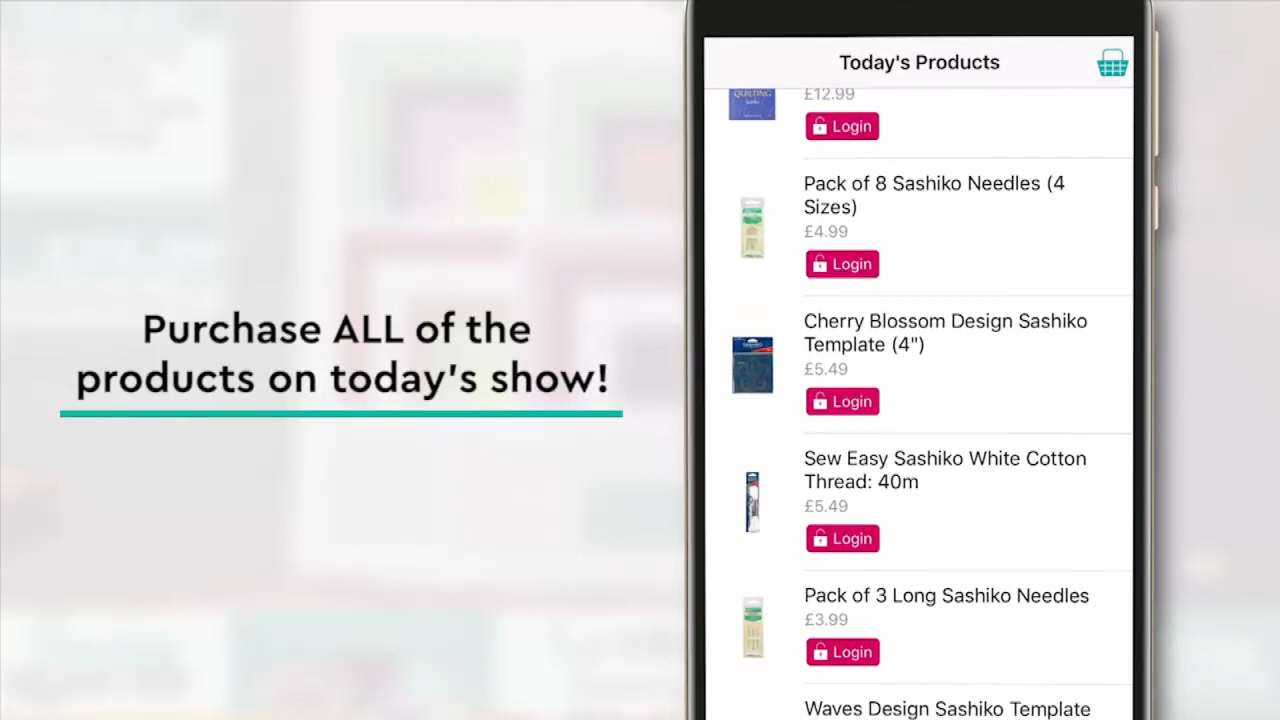 Purchase ALL of the
products on today's show!
Today's Products
QUILTING
£12.99
Login
Pack of 8 Sashiko Needles (4
Sizes)
£4.99
Login
Cherry Blossom Design Sashiko
Template (4")
£5.49
Login
Sew Easy Sashiko White Cotton
Thread: 40m
£5.49
Login
Pack of 3 Long Sashiko Needles
£3.99
Login
Waves Design Sashiko Template